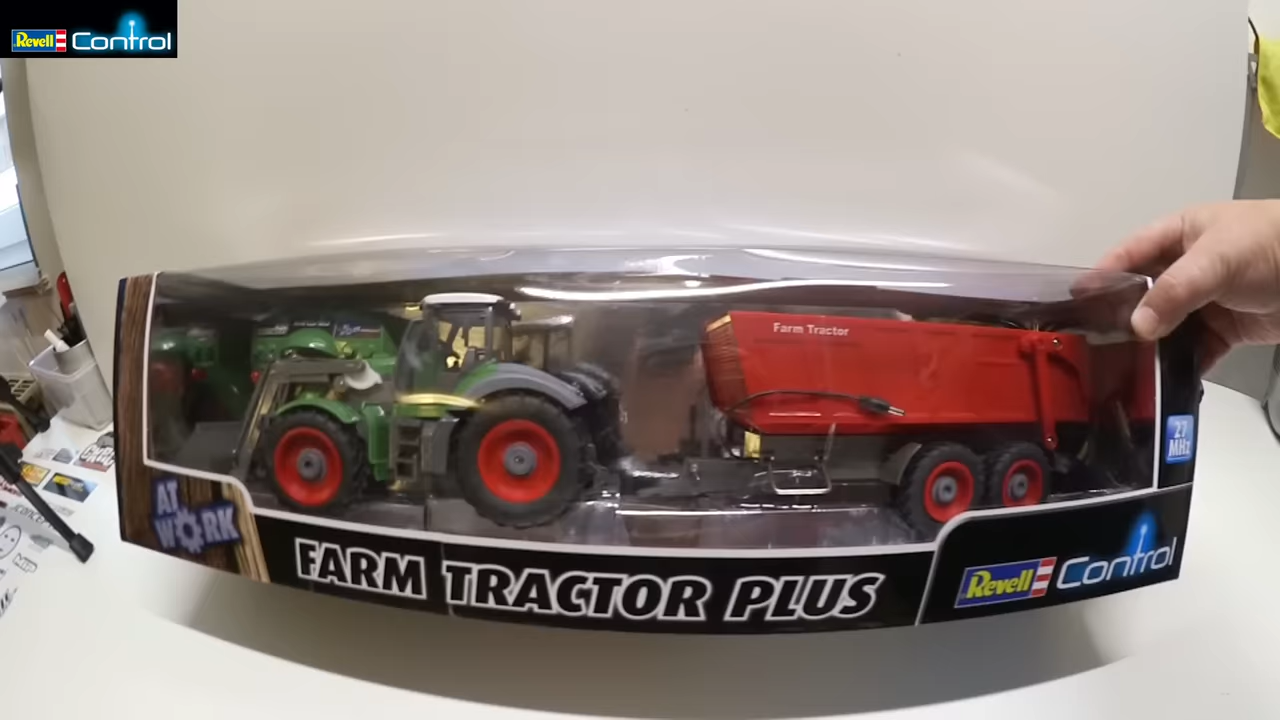 Revell Control
Farm Tractor
27
MHz
AT
WORK
FARM TRACTOR PLUS
Revell Control